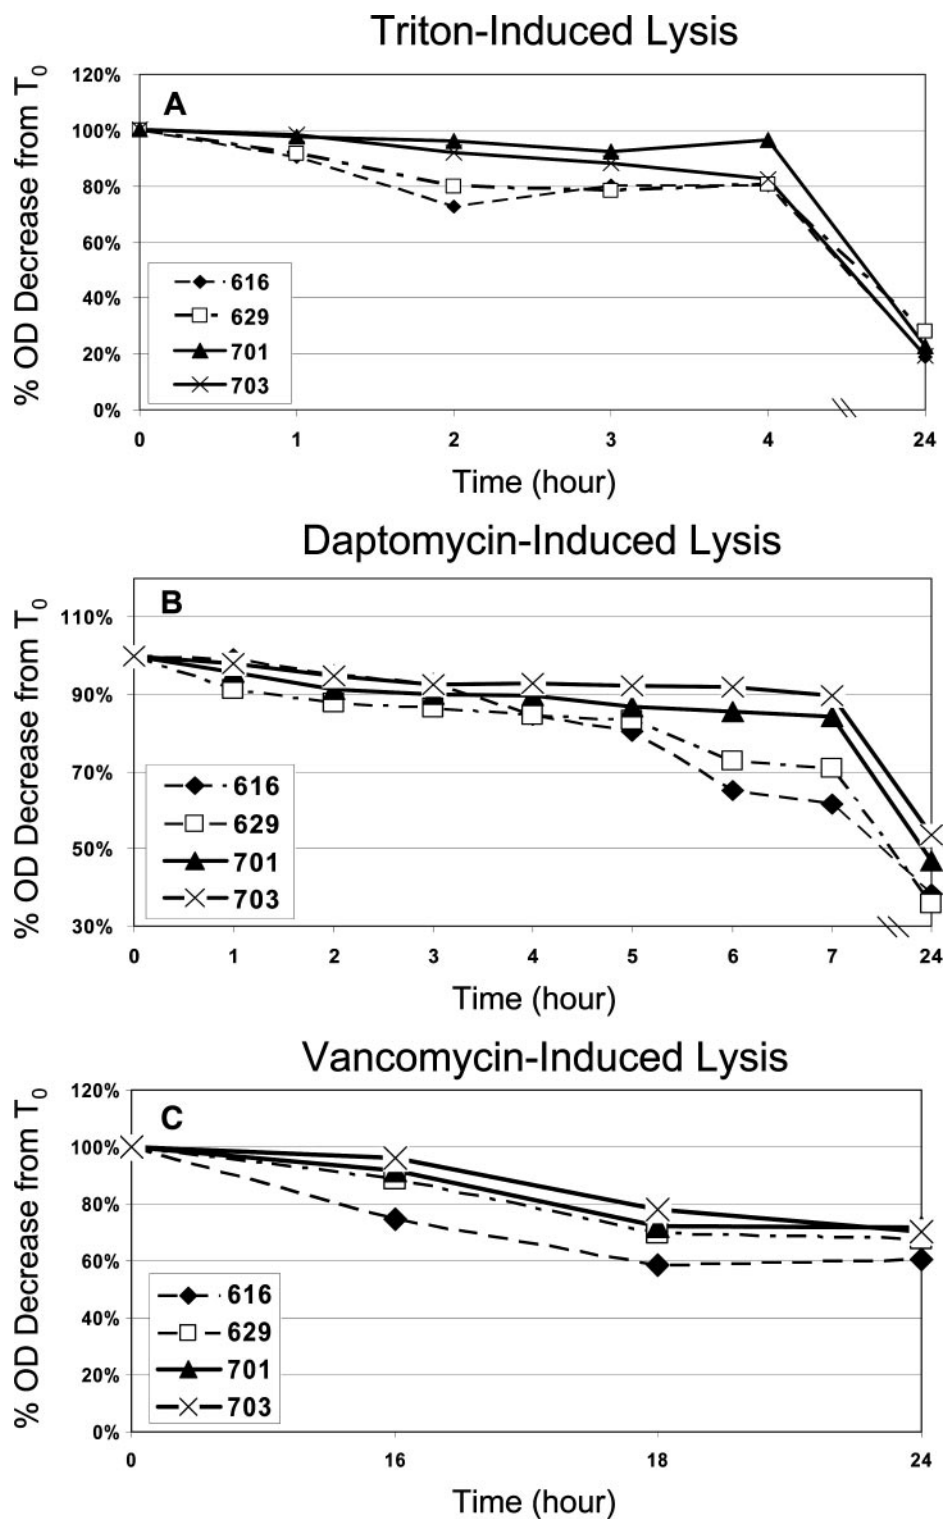 Triton-Induced Lysis
% OD Decrease from T0
A
120%
100%
80%
60%
40%
20%
0%
616
629
701
703
0 1 2 3 4 24
Time (hour)
Daptomycin-Induced Lysis
% OD Decrease from T0
B
110%
90%
70%
50%
30%
616
629
701
703
0 1 2 3 4 5 6 7 24
Time (hour)
Vancomycin-Induced Lysis
% OD Decrease from T0
C
120%
100%
80%
60%
40%
20%
0%
616
629
701
703
0 16 18 24
Time (hour)